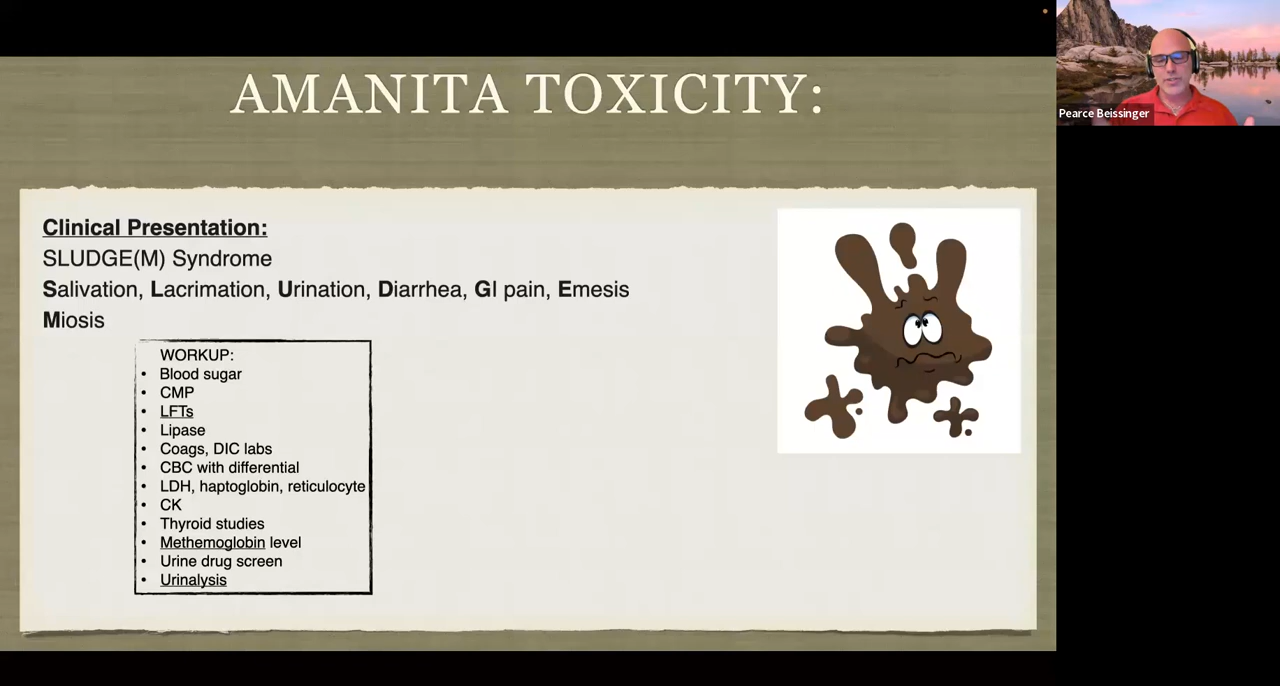 AMANITA TOXICITY:
Pearce Beissinger
Clinical Presentation:
SLUDGE(M) Syndrome
Salivation, Lacrimation, Urination, Diarrhea, GI pain, Emesis
Miosis
WORKUP:
• Blood sugar
• CMP
• LFTs
• Lipase
• Coags, DIC labs
• CBC with differential
• LDH, haptoglobin, reticulocyte
• CK
• Thyroid studies
• Methemoglobin level
• Urine drug screen
• Urinalysis